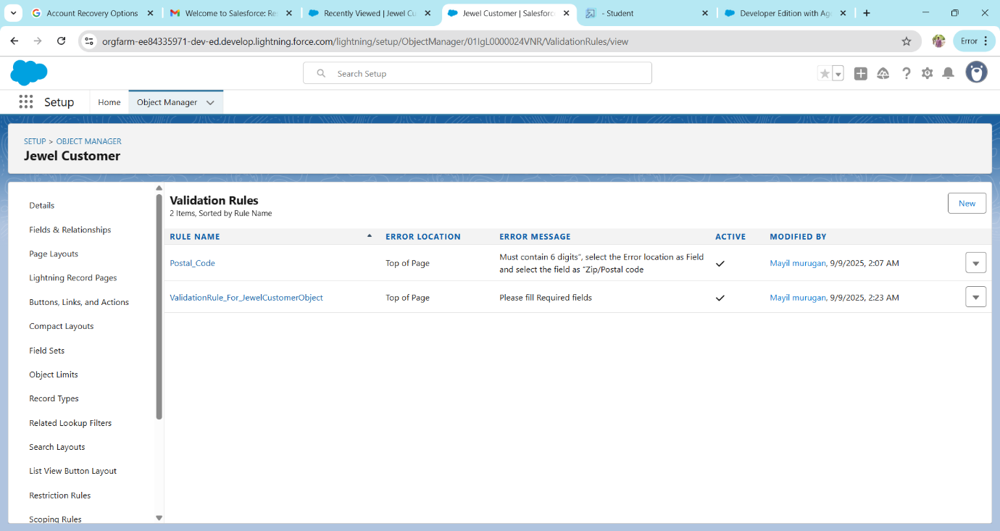 Account Recovery Options
Welcome to Salesforce: Re
Recently Viewed | Jewel Cu
Jewel Customer | Salesforc
- Student
Developer Edition with Ag
orgfarm-ee84335971-dev-ed.develop.lightning.force.com/lightning/setup/ObjectManager/01IgL0000024VNR/ValidationRules/view
Error
Search Setup
Setup
Home
Object Manager
SETUP > OBJECT MANAGER
Jewel Customer
Details
Fields & Relationships
Page Layouts
Lightning Record Pages
Buttons, Links, and Actions
Compact Layouts
Field Sets
Object Limits
Record Types
Related Lookup Filters
Search Layouts
List View Button Layout
Restriction Rules
Scoping Rules
Validation Rules
2 Items, Sorted by Rule Name
New
RULE NAME ERROR LOCATION ERROR MESSAGE ACTIVE MODIFIED BY
Postal_Code Top of Page Must contain 6 digits”, select the Error location as Field
and select the field as “Zip/Postal code Mayil murugan, 9/9/2025, 2:07 AM
ValidationRule_For_JewelCustomerObject Top of Page Please fill Required fields Mayil murugan, 9/9/2025, 2:23 AM